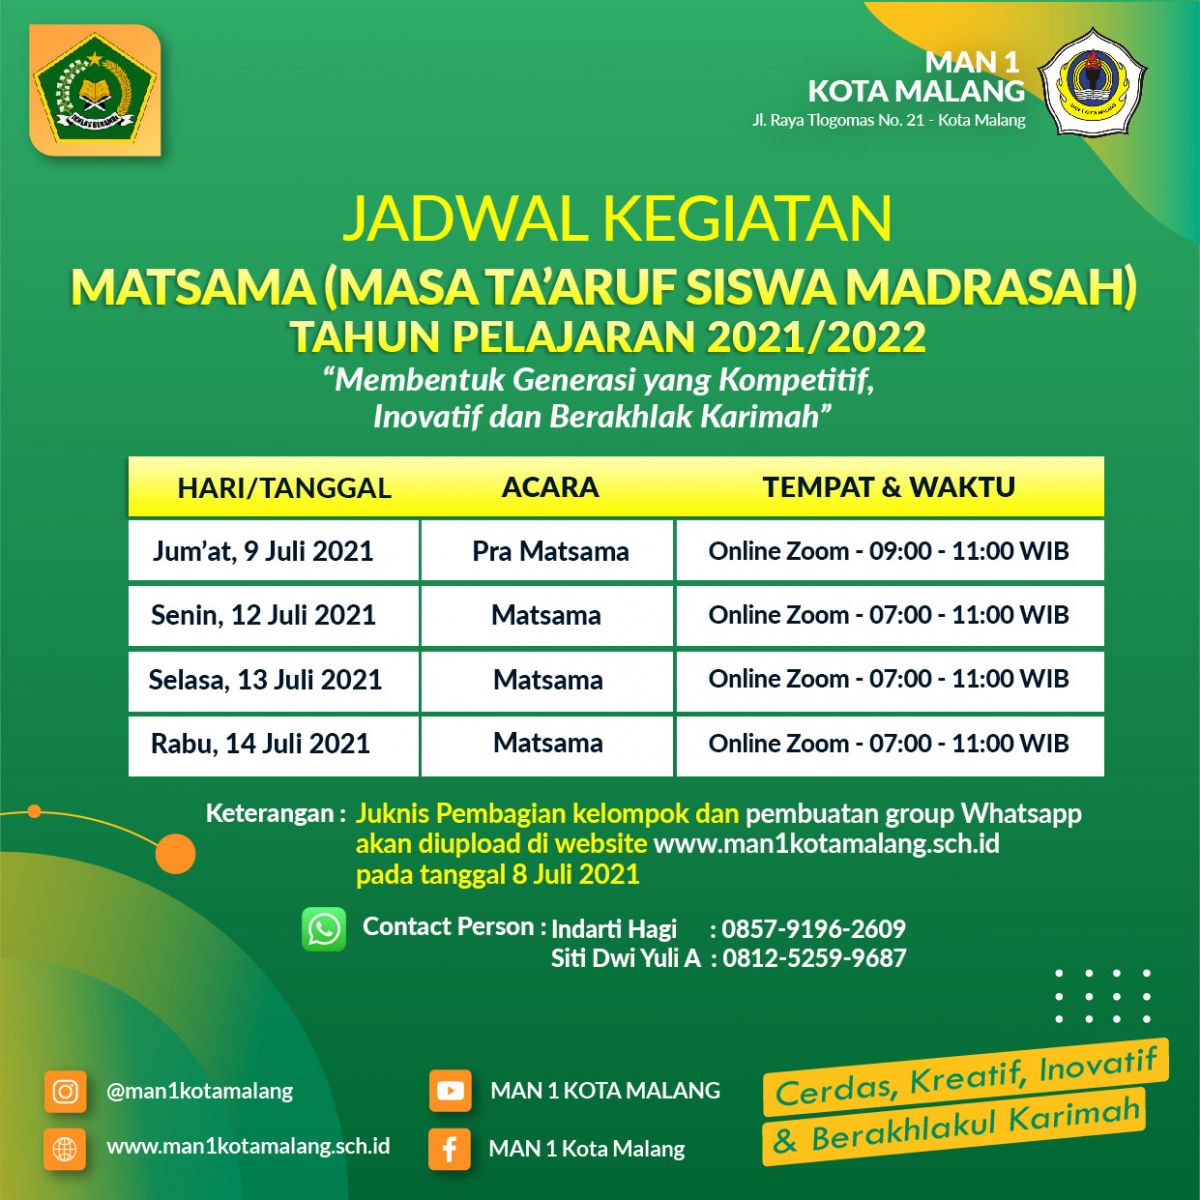 IKHLAS BERAMAL
MAN 1
KOTA MALANG
Jl. Raya Tlogomas No. 21 - Kota Malang
MAN 1 KOTA MALANG
JADWAL KEGIATAN
MATSAMA (MASA TA'ARUF SISWA MADRASAH)
TAHUN PELAJARAN 2021/2022
“Membentuk Generasi yang Kompetitif,
Inovatif dan Berakhlak Karimah”
HARI/TANGGAL ACARA TEMPAT & WAKTU
Jum'at, 9 Juli 2021 Pra Matsama Online Zoom - 09:00 - 11:00 WIB
Senin, 12 Juli 2021 Matsama Online Zoom - 07:00 - 11:00 WIB
Selasa, 13 Juli 2021 Matsama Online Zoom - 07:00 - 11:00 WIB
Rabu, 14 Juli 2021 Matsama Online Zoom - 07:00 - 11:00 WIB
Keterangan : Juknis Pembagian kelompok dan pembuatan group Whatsapp
akan diupload di website www.man1kotamalang.sch.id
pada tanggal 8 Juli 2021
Contact Person : Indarti Hagi : 0857-9196-2609
Siti Dwi Yuli A : 0812-5259-9687
@man1kotamalang MAN 1 KOTA MALANG
www.man1kotamalang.sch.id MAN 1 Kota Malang
Cerdas, Kreatif, Inovatif
& Berakhlakul Karimah